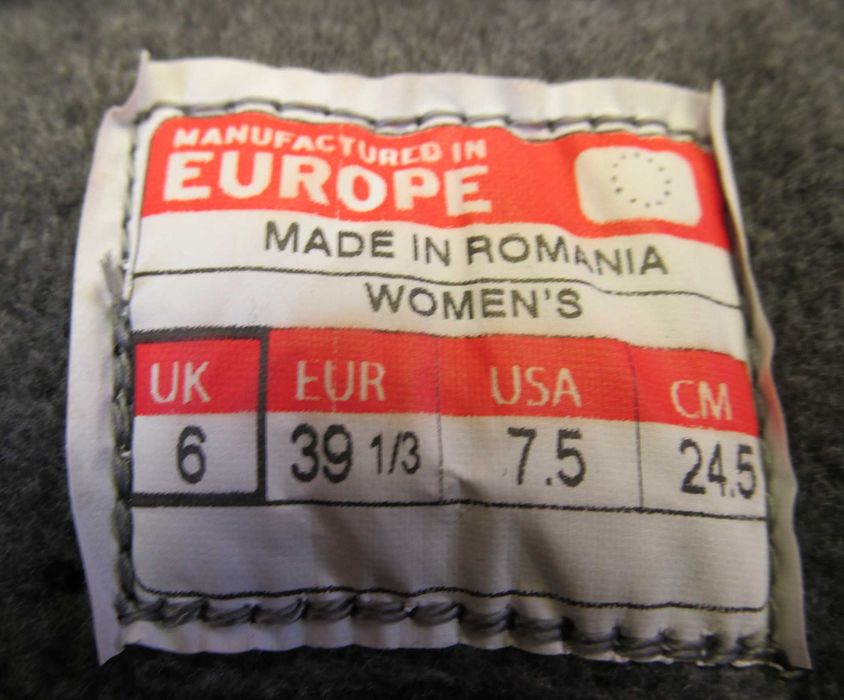 MANUFACTURED IN
EUROPE
MADE IN ROMANIA
WOMEN'S
UK EUR USA CM
6 39 1/3 7.5 24.5